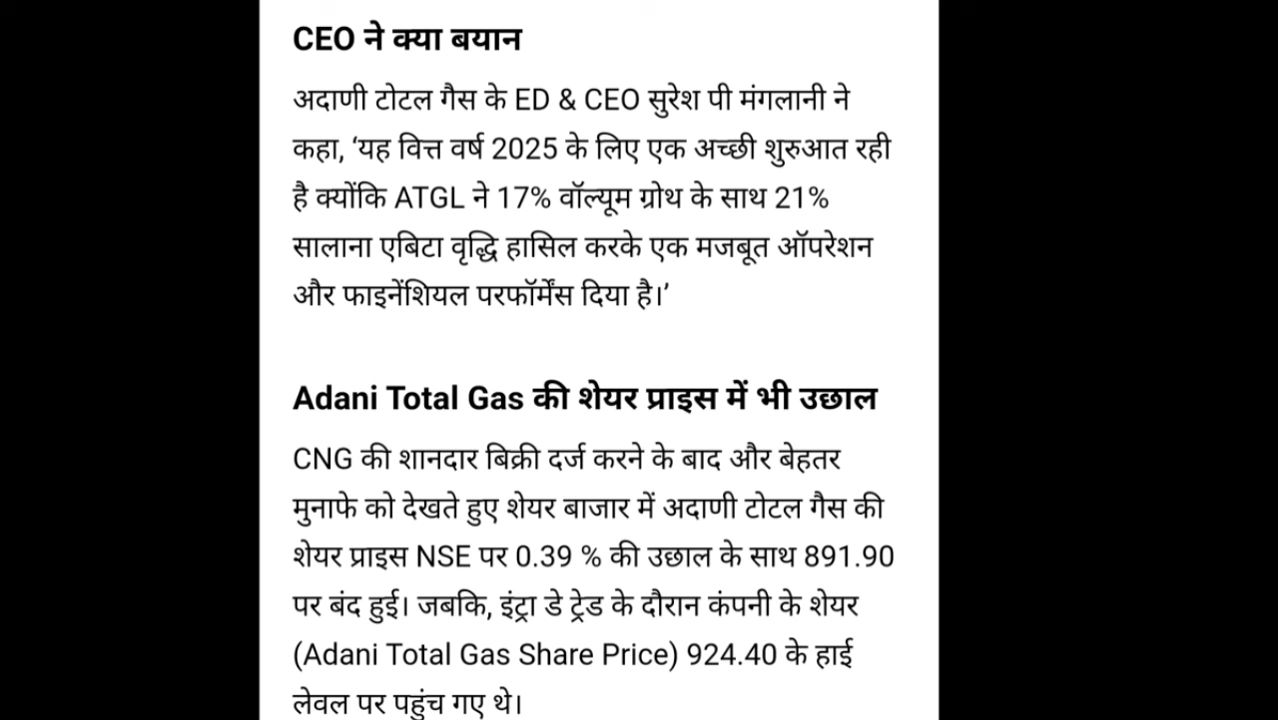 CEO ने क्या बयान
अदाणी टोटल गैस के ED & CEO सुरेश पी मंगलानी ने
कहा, ‘यह वित्त वर्ष 2025 के लिए एक अच्छी शुरुआत रही
है क्योंकि ATGL ने 17% वॉल्यूम ग्रोथ के साथ 21%
सालाना एबिटा वृद्धि हासिल करके एक मजबूत ऑपरेशन
और फाइनेंशियल परफॉर्मेंस दिया है।’
Adani Total Gas की शेयर प्राइस में भी उछाल
CNG की शानदार बिक्री दर्ज करने के बाद और बेहतर
मुनाफे को देखते हुए शेयर बाजार में अदाणी टोटल गैस की
शेयर प्राइस NSE पर 0.39 % की उछाल के साथ 891.90
पर बंद हुई। जबकि, इंट्रा डे ट्रेड के दौरान कंपनी के शेयर
(Adani Total Gas Share Price) 924.40 के हाई
लेवल पर पहुंच गए थे।